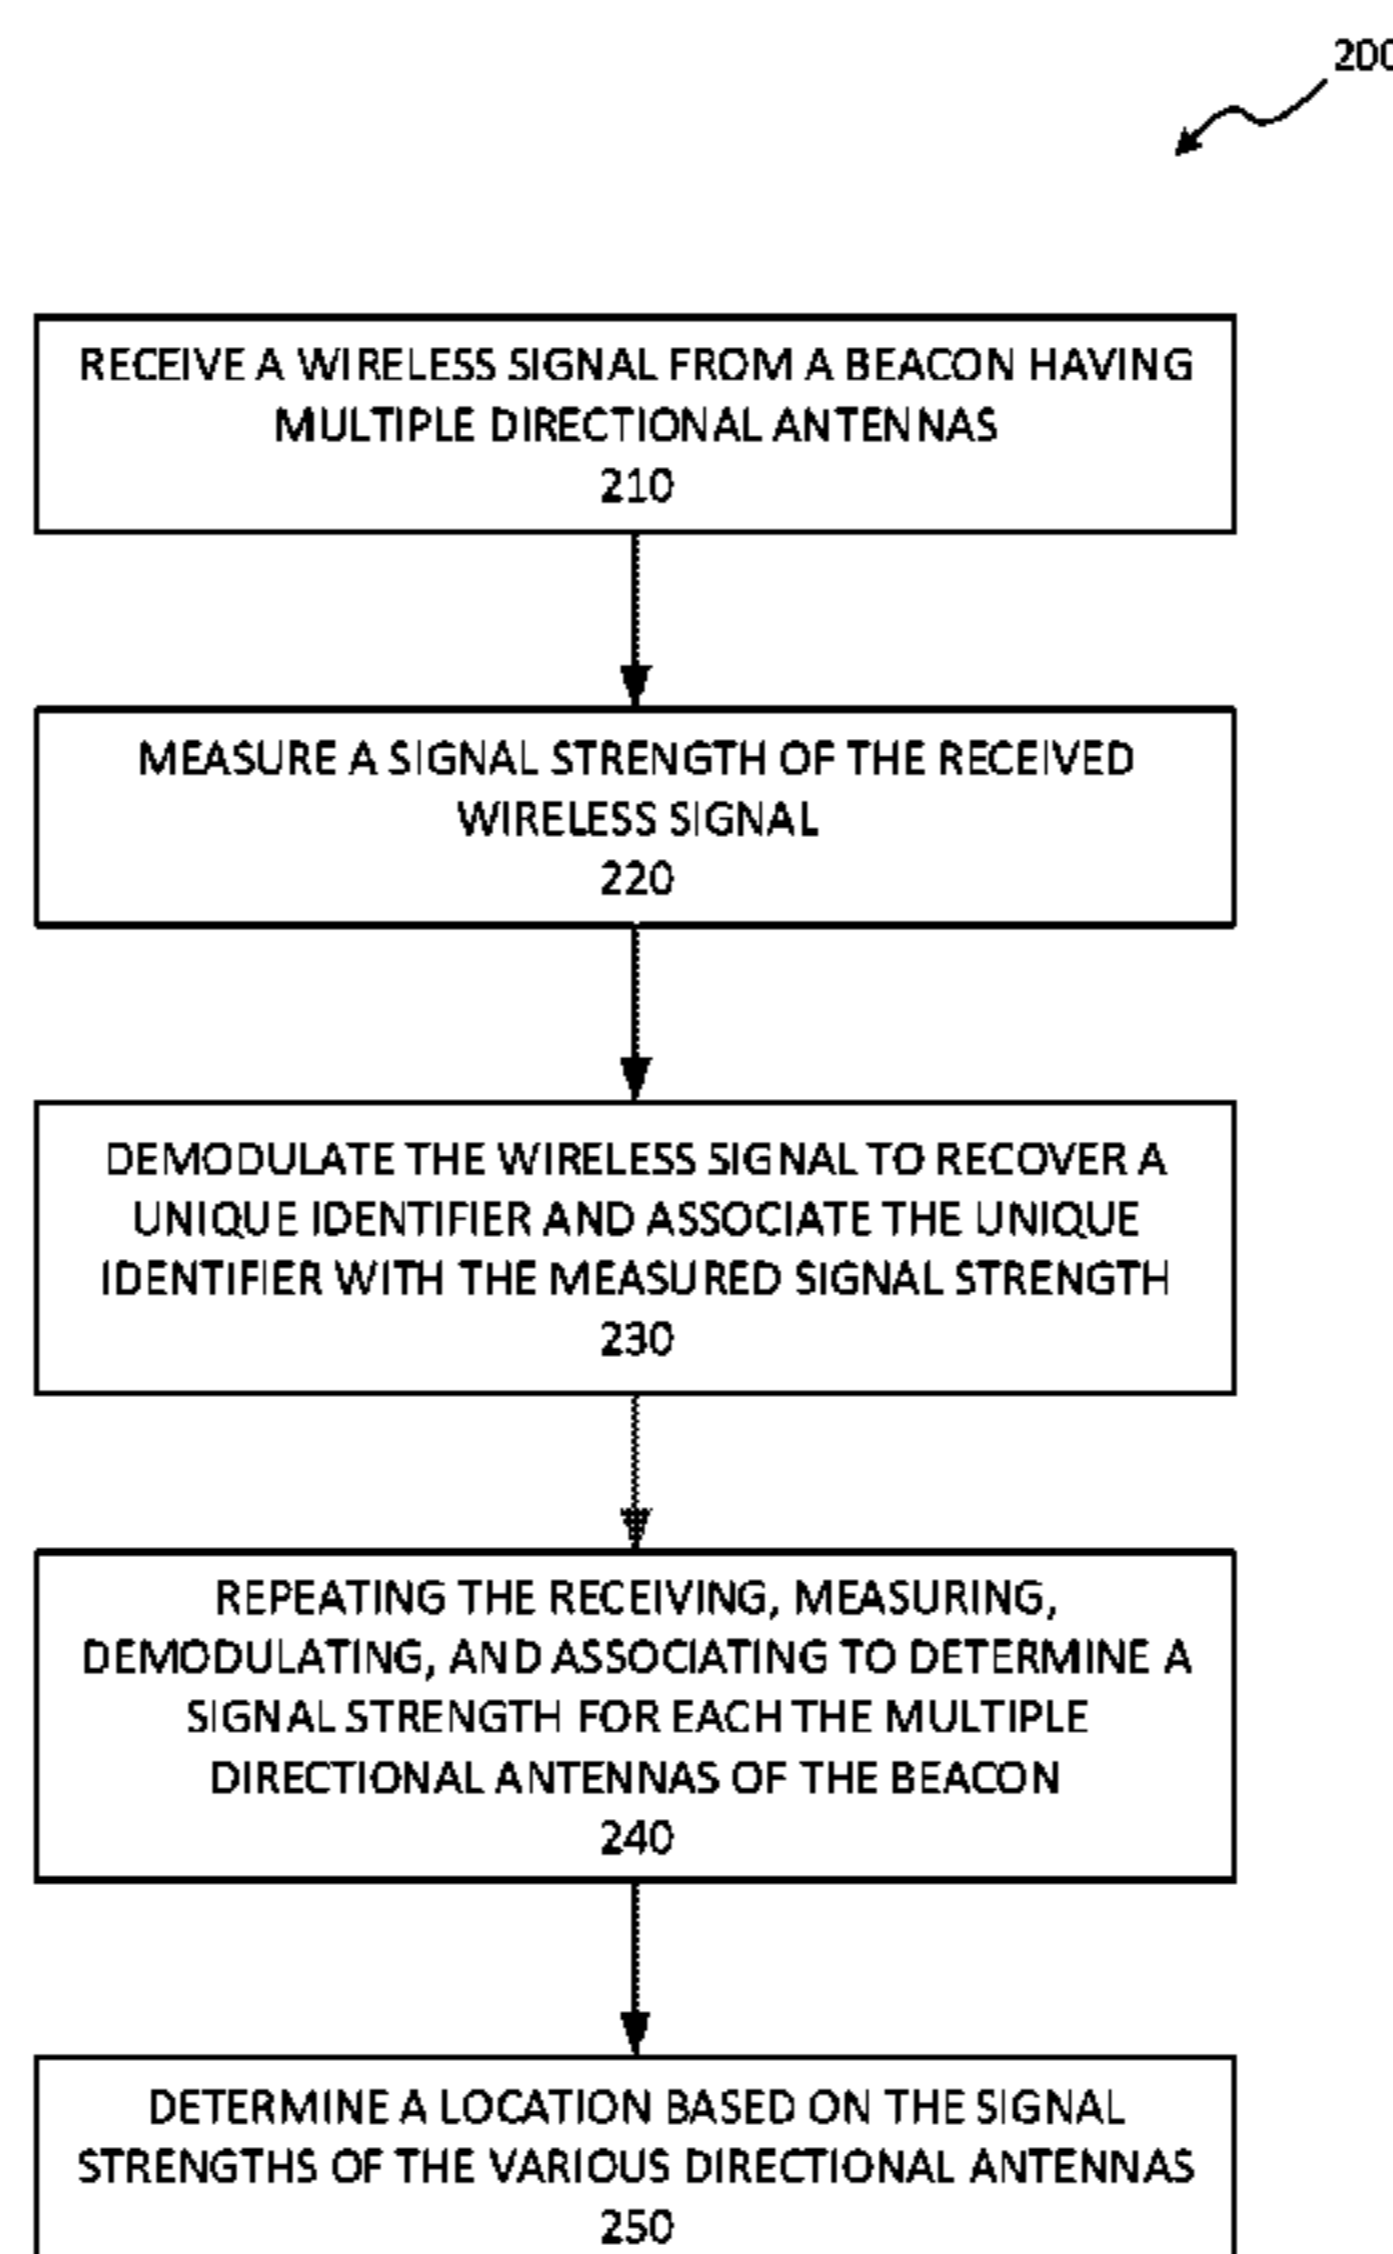 200
RECEIVE A WIRELESS SIGNAL FROM A BEACON HAVING
MULTIPLE DIRECTIONAL ANTENNAS
210
MEASURE A SIGNAL STRENGTH OF THE RECEIVED
WIRELESS SIGNAL
220
DEMODULATE THE WIRELESS SIGNAL TO RECOVER A
UNIQUE IDENTIFIER AND ASSOCIATE THE UNIQUE
IDENTIFIER WITH THE MEASURED SIGNAL STRENGTH
230
REPEATING THE RECEIVING, MEASURING,
DEMODULATING, AND ASSOCIATING TO DETERMINE A
SIGNAL STRENGTH FOR EACH THE MULTIPLE
DIRECTIONAL ANTENNAS OF THE BEACON
240
DETERMINE A LOCATION BASED ON THE SIGNAL
STRENGTHS OF THE VARIOUS DIRECTIONAL ANTENNAS
250